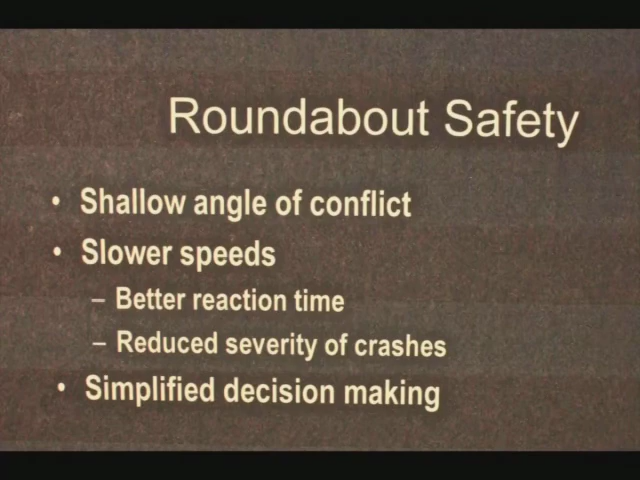 Roundabout Safety
• Shallow angle of conflict
• Slower speeds
– Better reaction time
– Reduced severity of crashes
• Simplified decision making